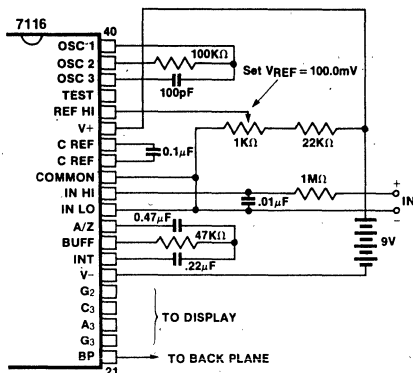 7116
40
OSC 1
OSC 2
OSC 3
TEST
REF HI
V+
C REF
C REF
COMMON
IN HI
IN LO
A/Z
BUFF
INT
V−
G2
C3
A3
G3
BP
21
100KΩ
100pF
Set VREF = 100.0mV
1KΩ
22KΩ
0.1µF
1MΩ
.01µF
+
IN
−
0.47µF
47KΩ
.22µF
9V
TO DISPLAY
TO BACK PLANE